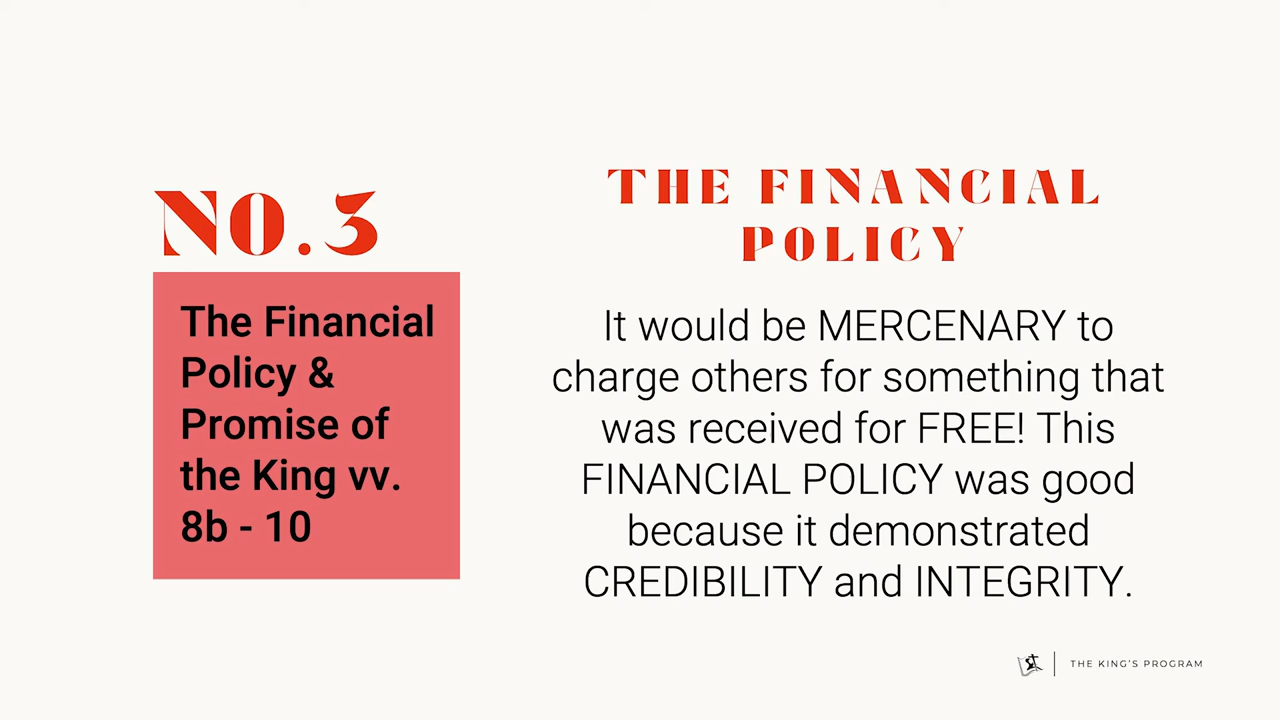 NO.3
The Financial
Policy &
Promise of
the King vv.
8b - 10
THE FINANCIAL
POLICY
It would be MERCENARY to
charge others for something that
was received for FREE! This
FINANCIAL POLICY was good
because it demonstrated
CREDIBILITY and INTEGRITY.
THE KING'S PROGRAM